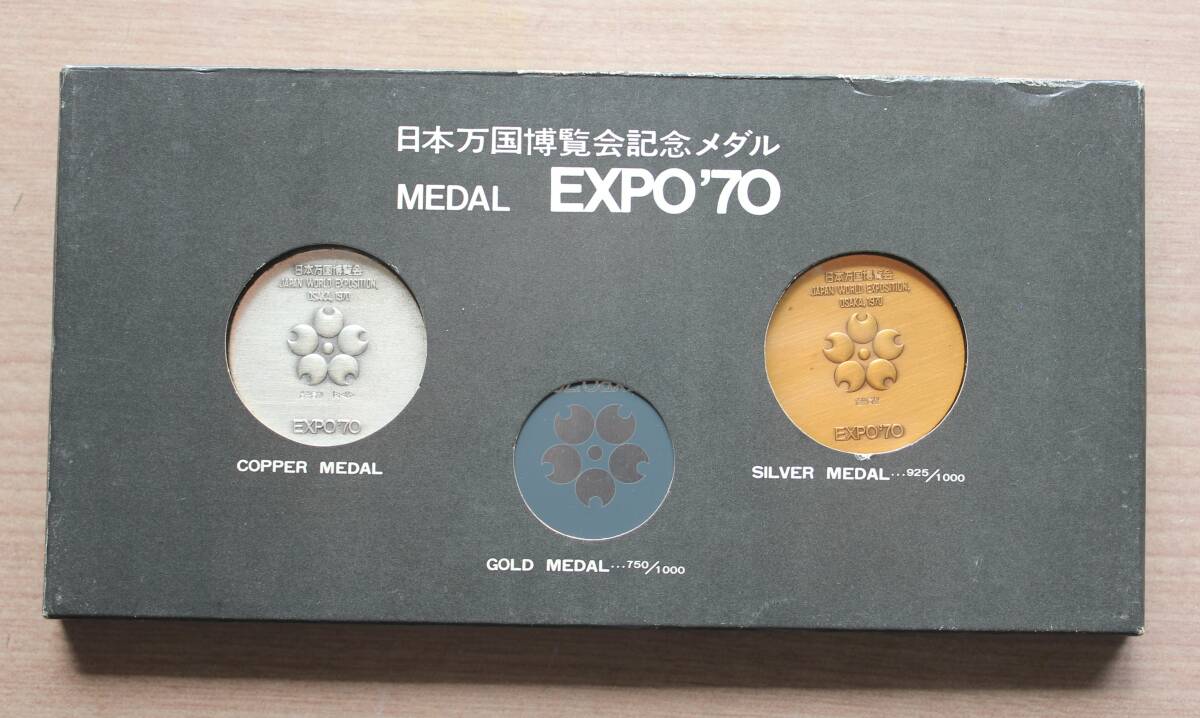 日本万国博覧会記念メダル
MEDAL EXPO'70
日本万国博覧会
JAPAN WORLD EXPOSITION,
OSAKA, 1970
EXPO'70
COPPER MEDAL
日本万国博覧会
JAPAN WORLD EXPOSITION,
OSAKA, 1970
EXPO'70
SILVER MEDAL...925/1000
GOLD MEDAL...750/1000